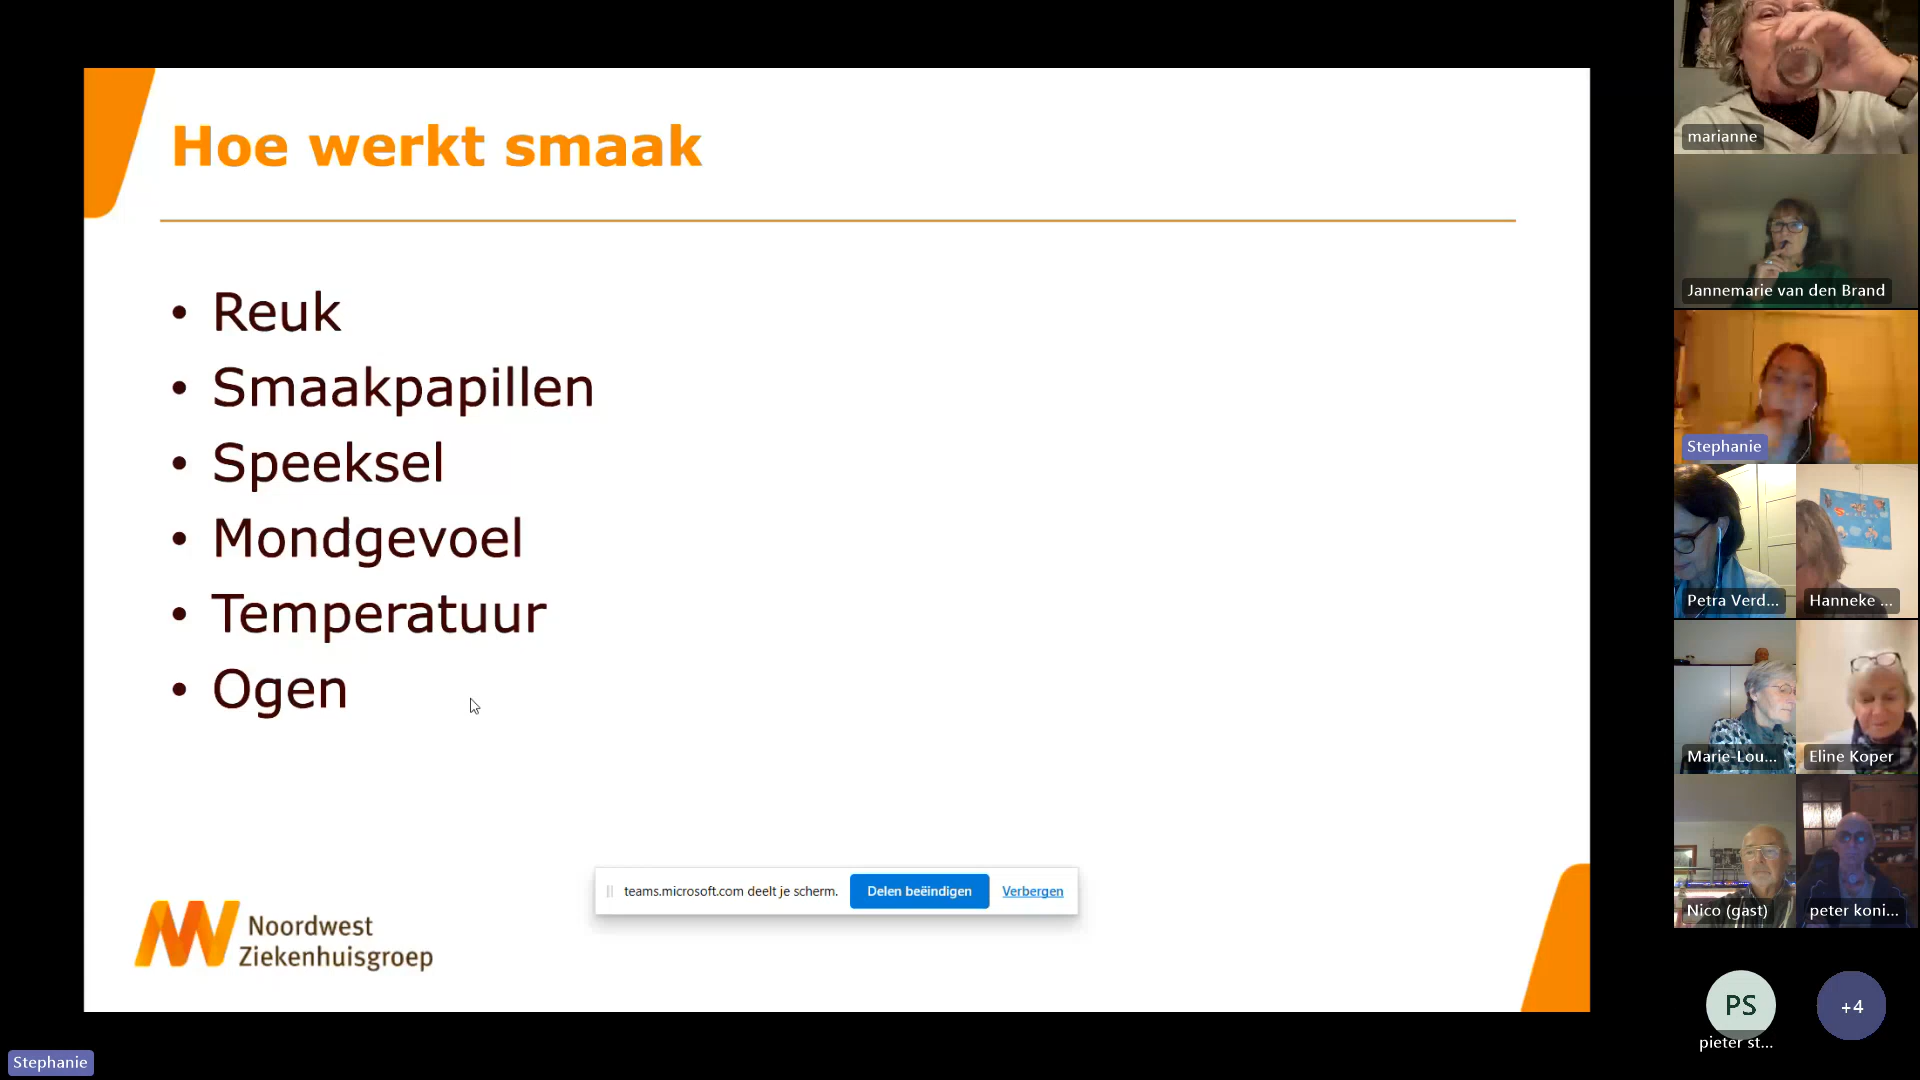 Hoe werkt smaak
• Reuk
• Smaakpapillen
• Speeksel
• Mondgevoel
• Temperatuur
• Ogen
teams.microsoft.com deelt je scherm.
Delen beëindigen
Verbergen
Noordwest
Ziekenhuisgroep
Stephanie
marianne
Jannemarie van den Brand
Stephanie
Petra Verd...
Hanneke ...
Marie-Lou...
Eline Koper
Nico (gast)
peter koni...
PS
+4
pieter st...